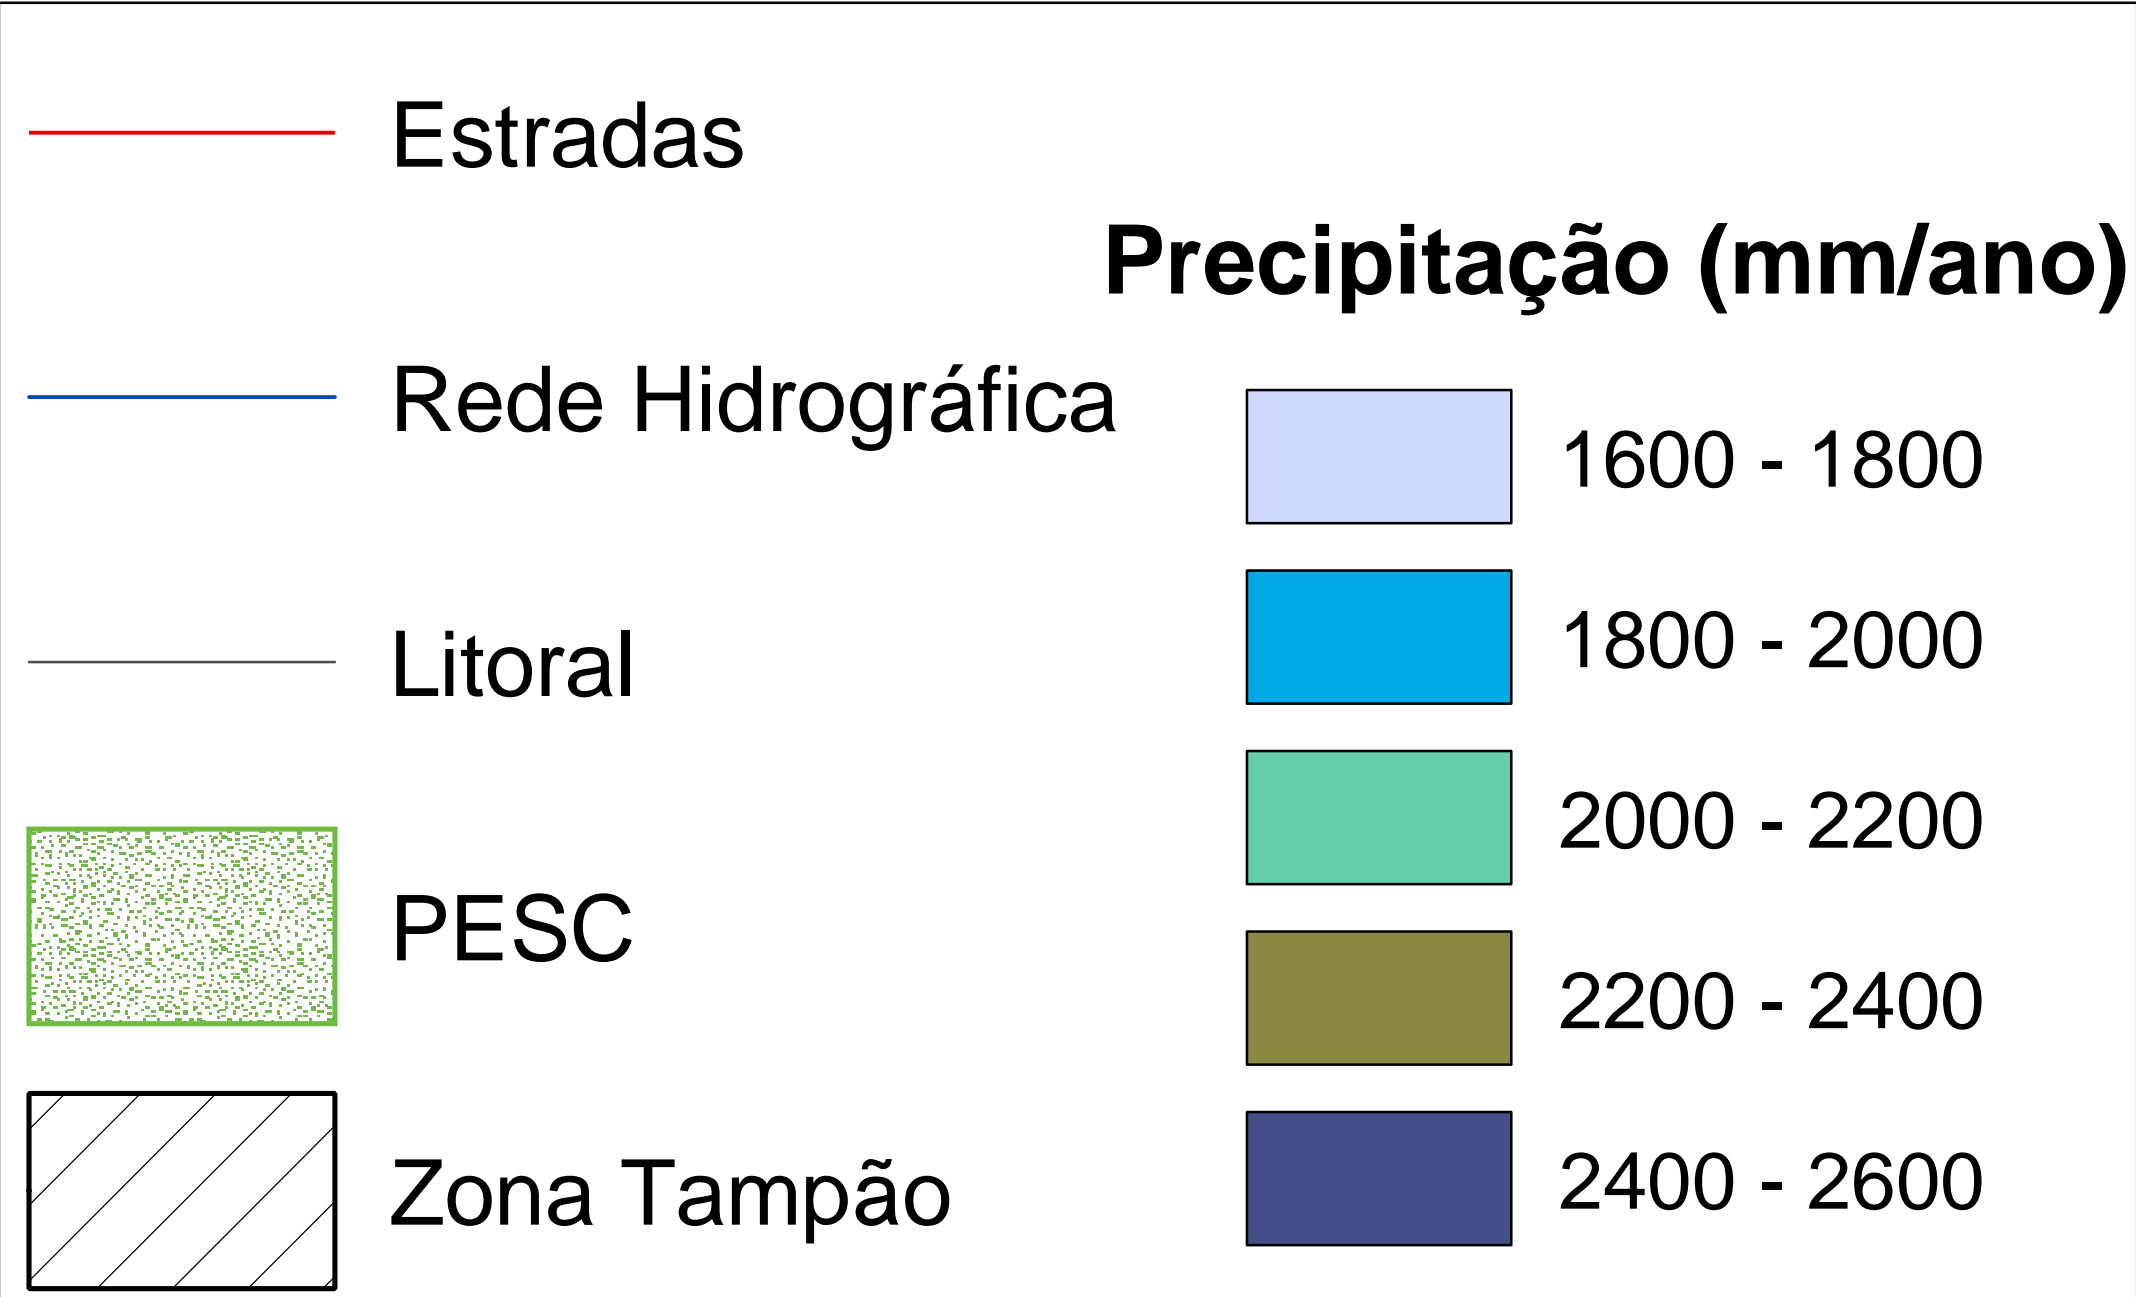 Estradas
Rede Hidrográfica
Litoral
PESC
Zona Tampão
Precipitação (mm/ano)
1600 - 1800
1800 - 2000
2000 - 2200
2200 - 2400
2400 - 2600